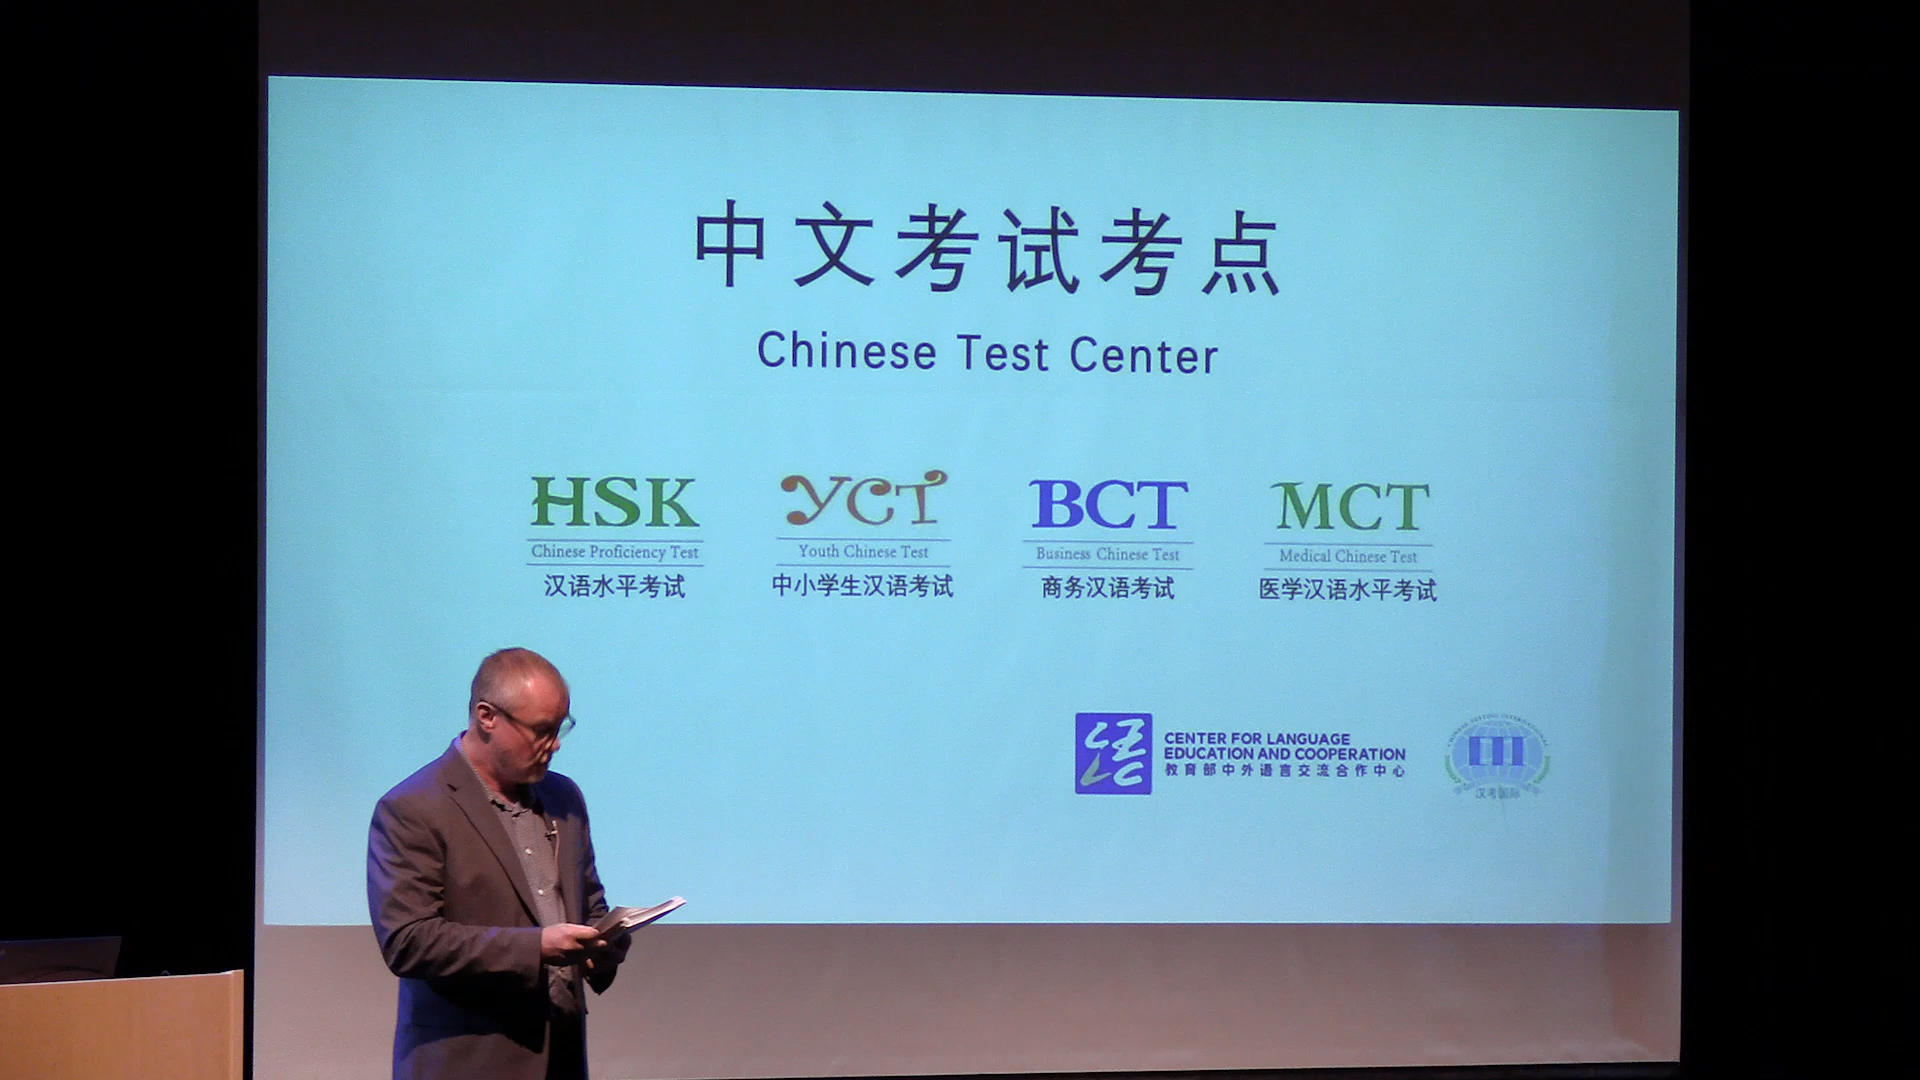 中文考试考点
Chinese Test Center
HSK
Chinese Proficiency Test
汉语水平考试
YCT
Youth Chinese Test
中小学生汉语考试
BCT
Business Chinese Test
商务汉语考试
MCT
Medical Chinese Test
医学汉语水平考试
语
CENTER FOR LANGUAGE
EDUCATION AND COOPERATION
教育部中外语言交流合作中心
CHINESE TESTING INTERNATIONAL
汉考国际